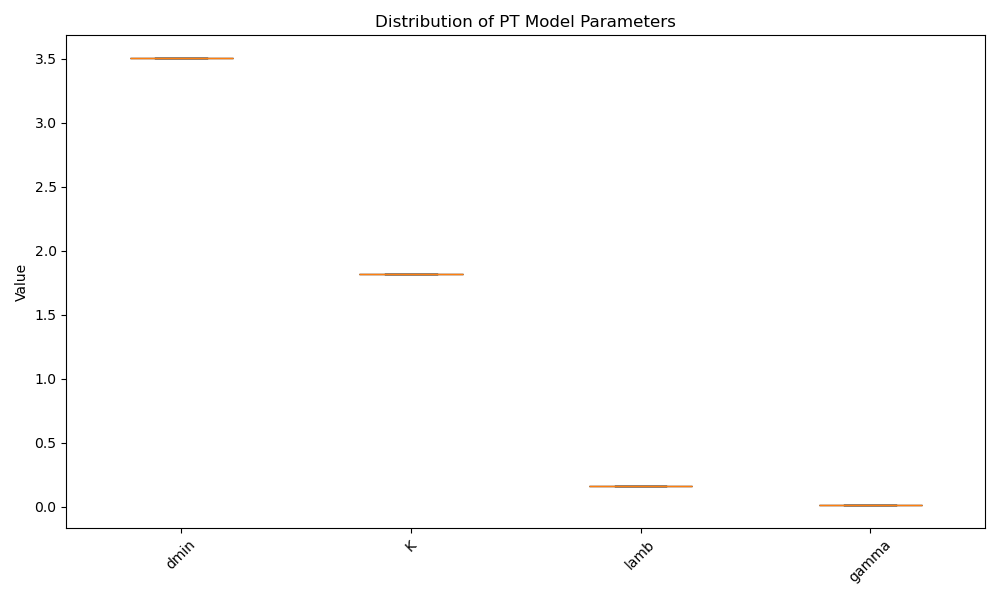 Distribution of PT Model Parameters
Value
3.5
3.0
2.5
2.0
1.5
1.0
0.5
0.0
dmin
K
lamb
gamma